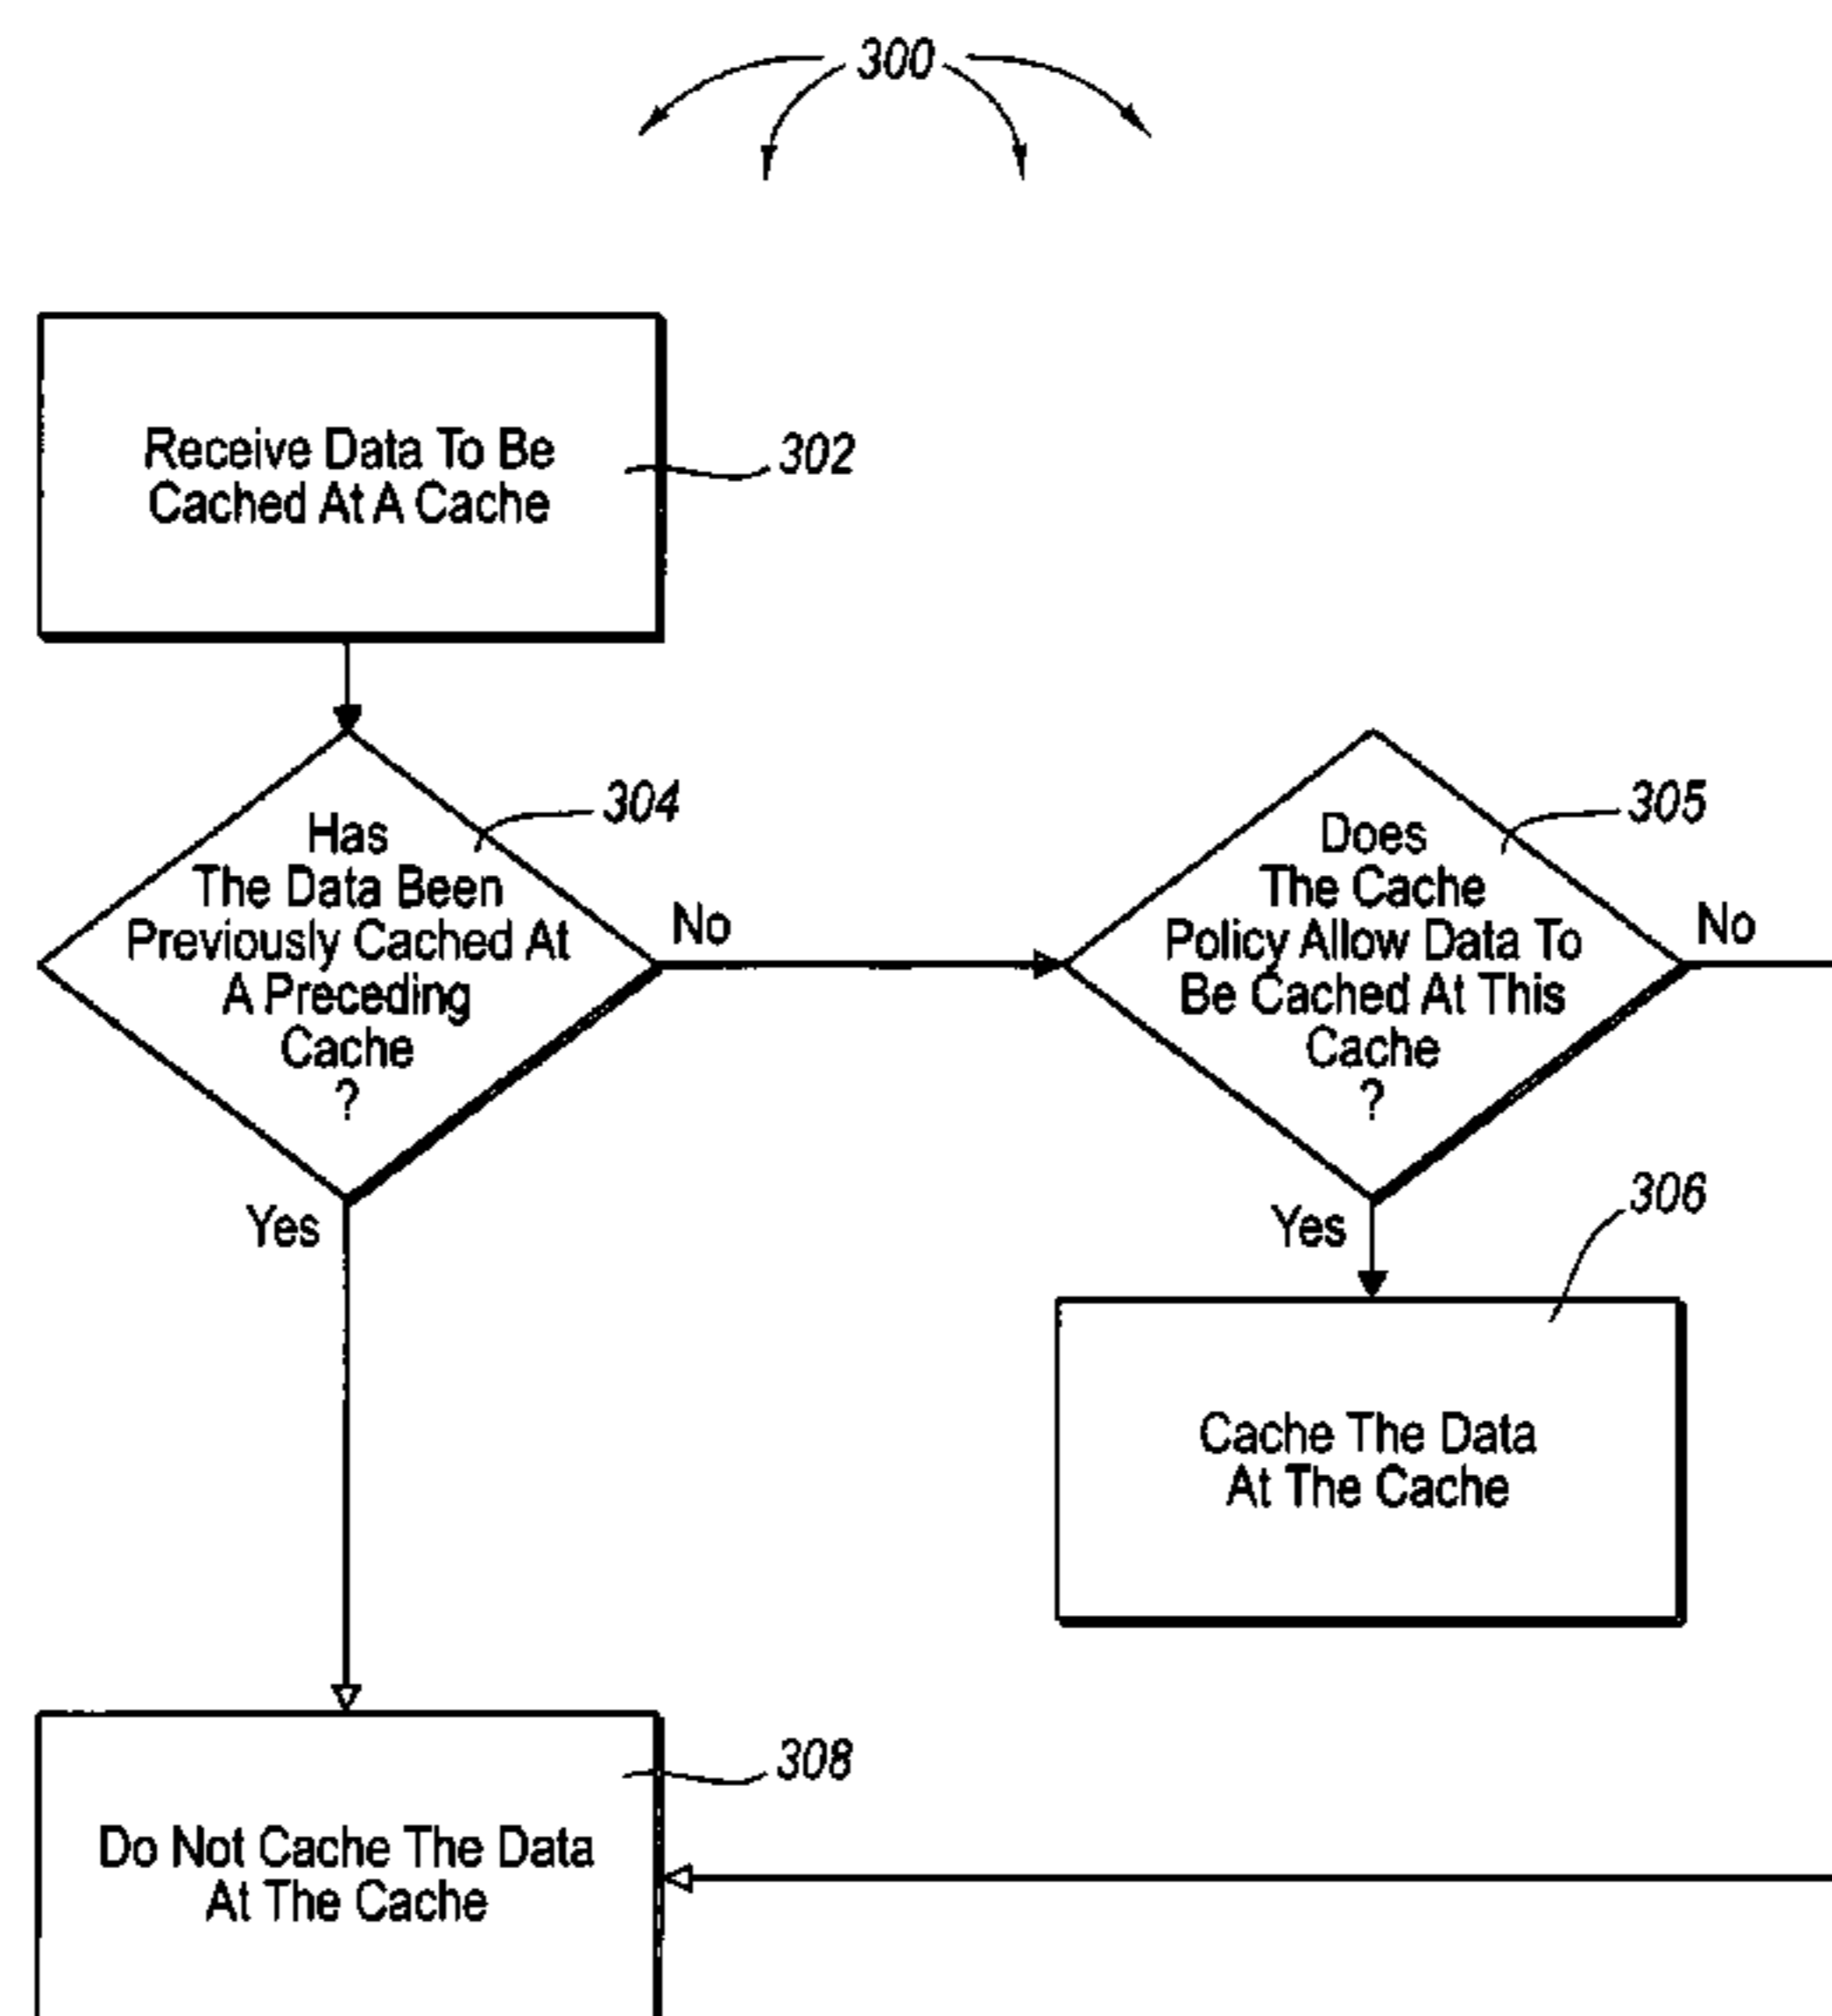 300
Receive Data To Be
Cached At A Cache
302
Has
The Data Been
Previously Cached At
A Preceding
Cache
?
304
No
Yes
Does
The Cache
Policy Allow Data To
Be Cached At This
Cache
?
305
No
Yes
306
Cache The Data
At The Cache
308
Do Not Cache The Data
At The Cache